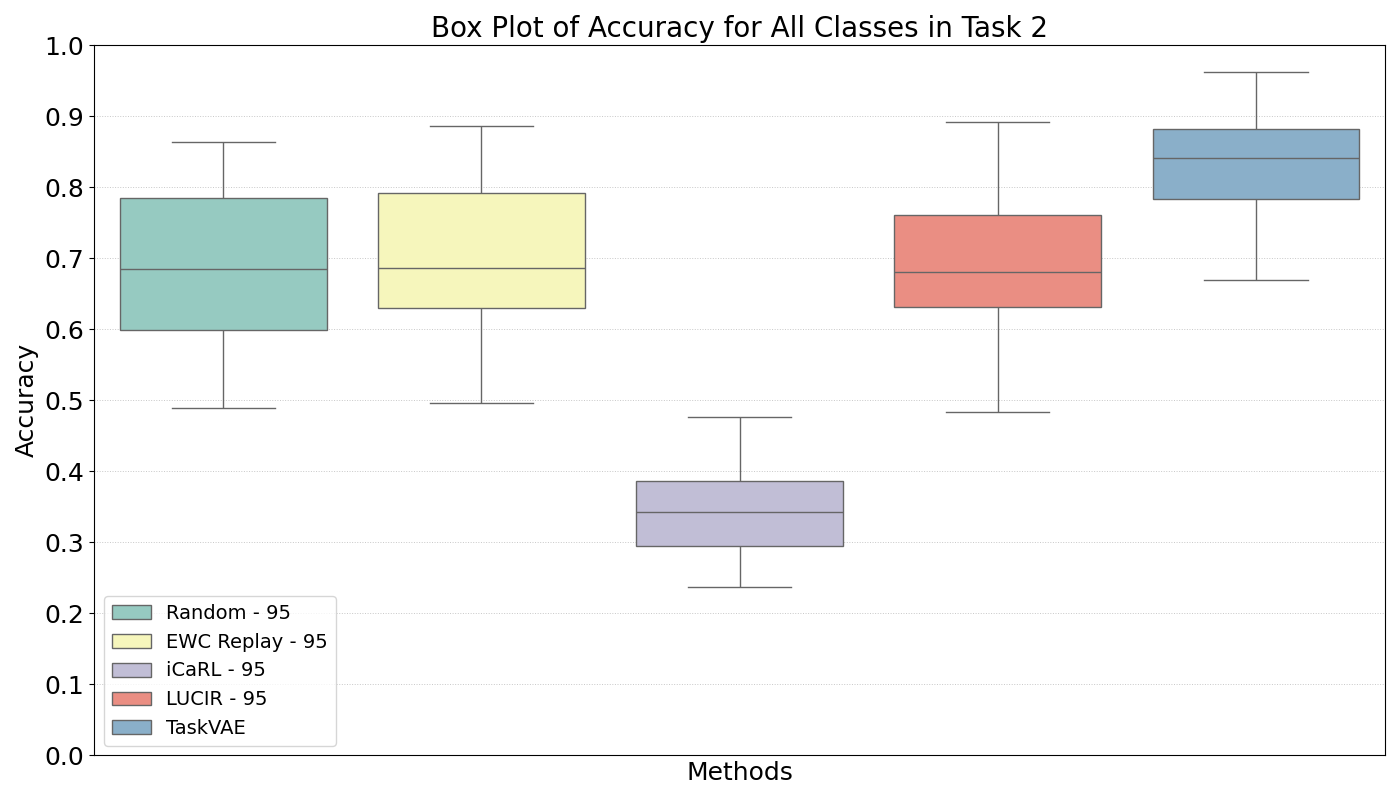 Box Plot of Accuracy for All Classes in Task 2
1.0
0.9
0.8
0.7
0.6
0.5
0.4
0.3
0.2
0.1
0.0
Accuracy
Random - 95
EWC Replay - 95
iCaRL - 95
LUCIR - 95
TaskVAE
Methods